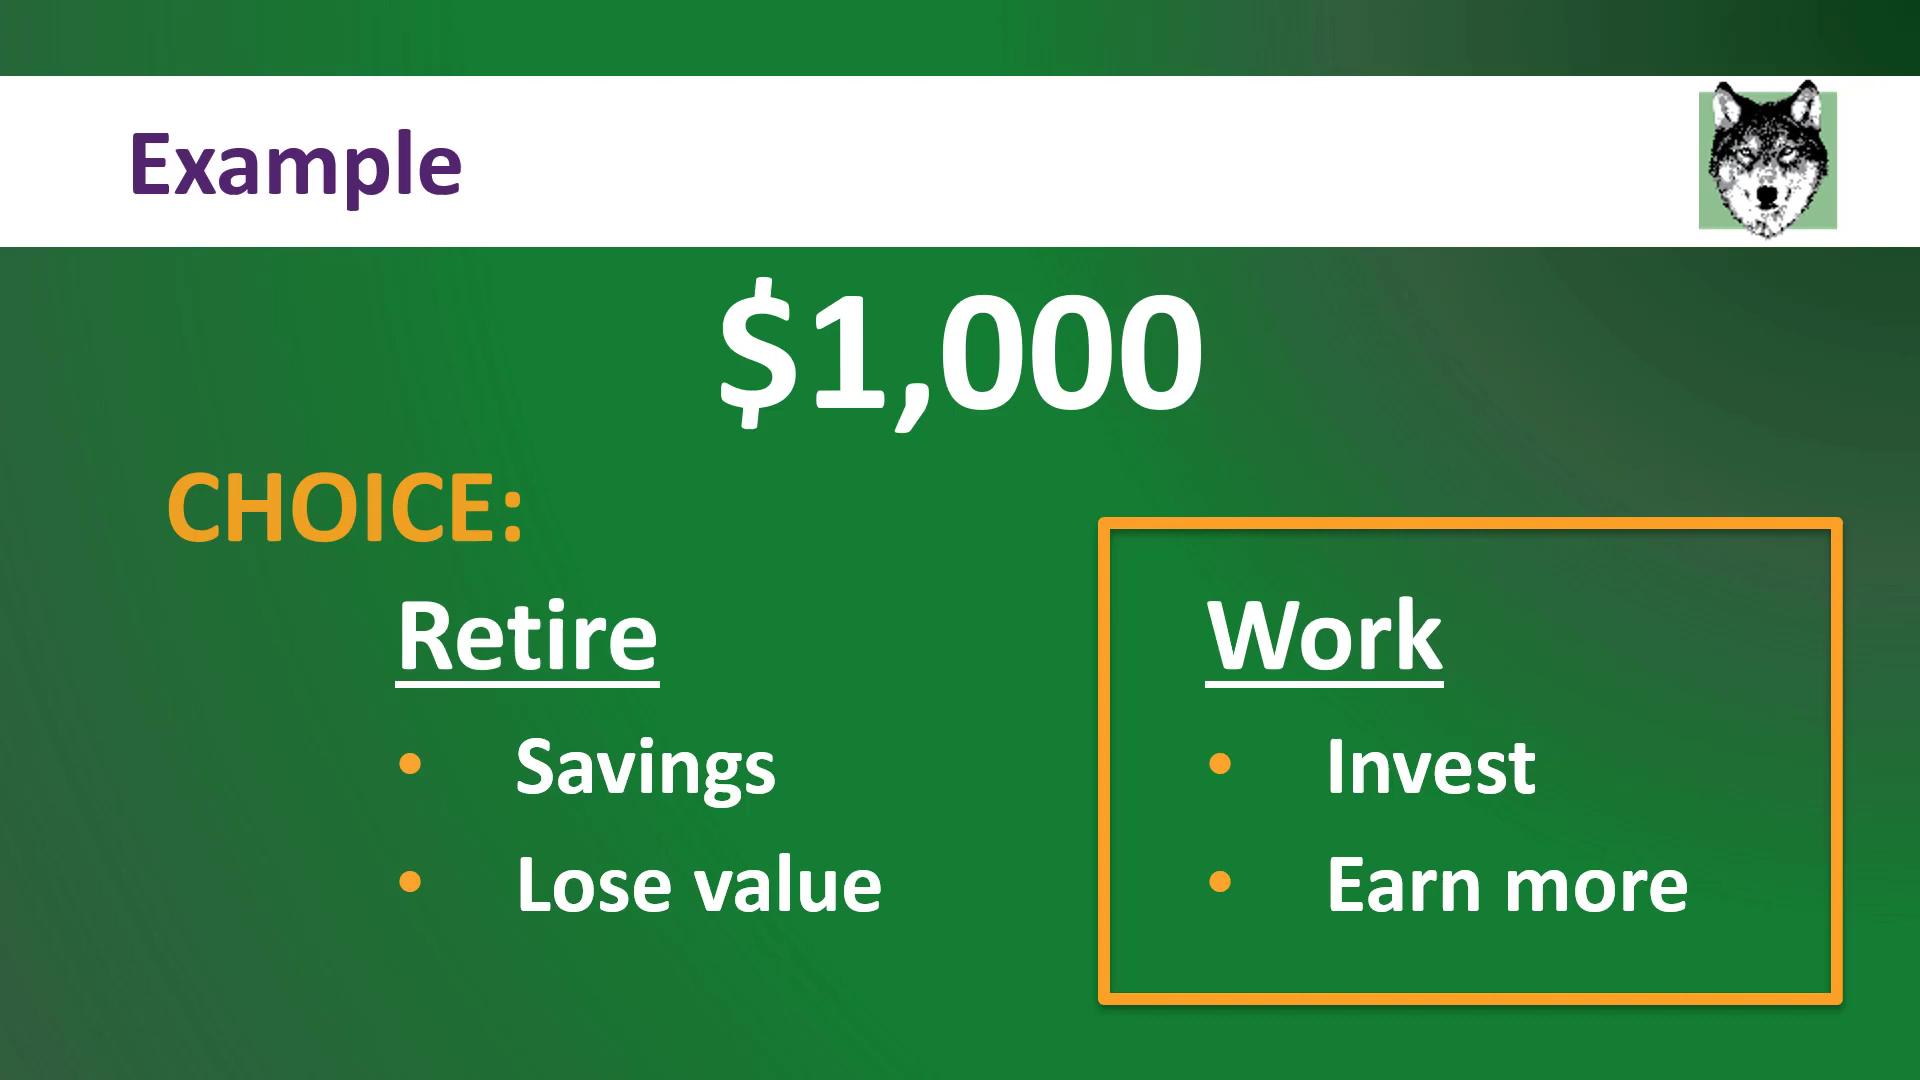 Example
$1,000
CHOICE:
Retire
• Savings
• Lose value
Work
• Invest
• Earn more